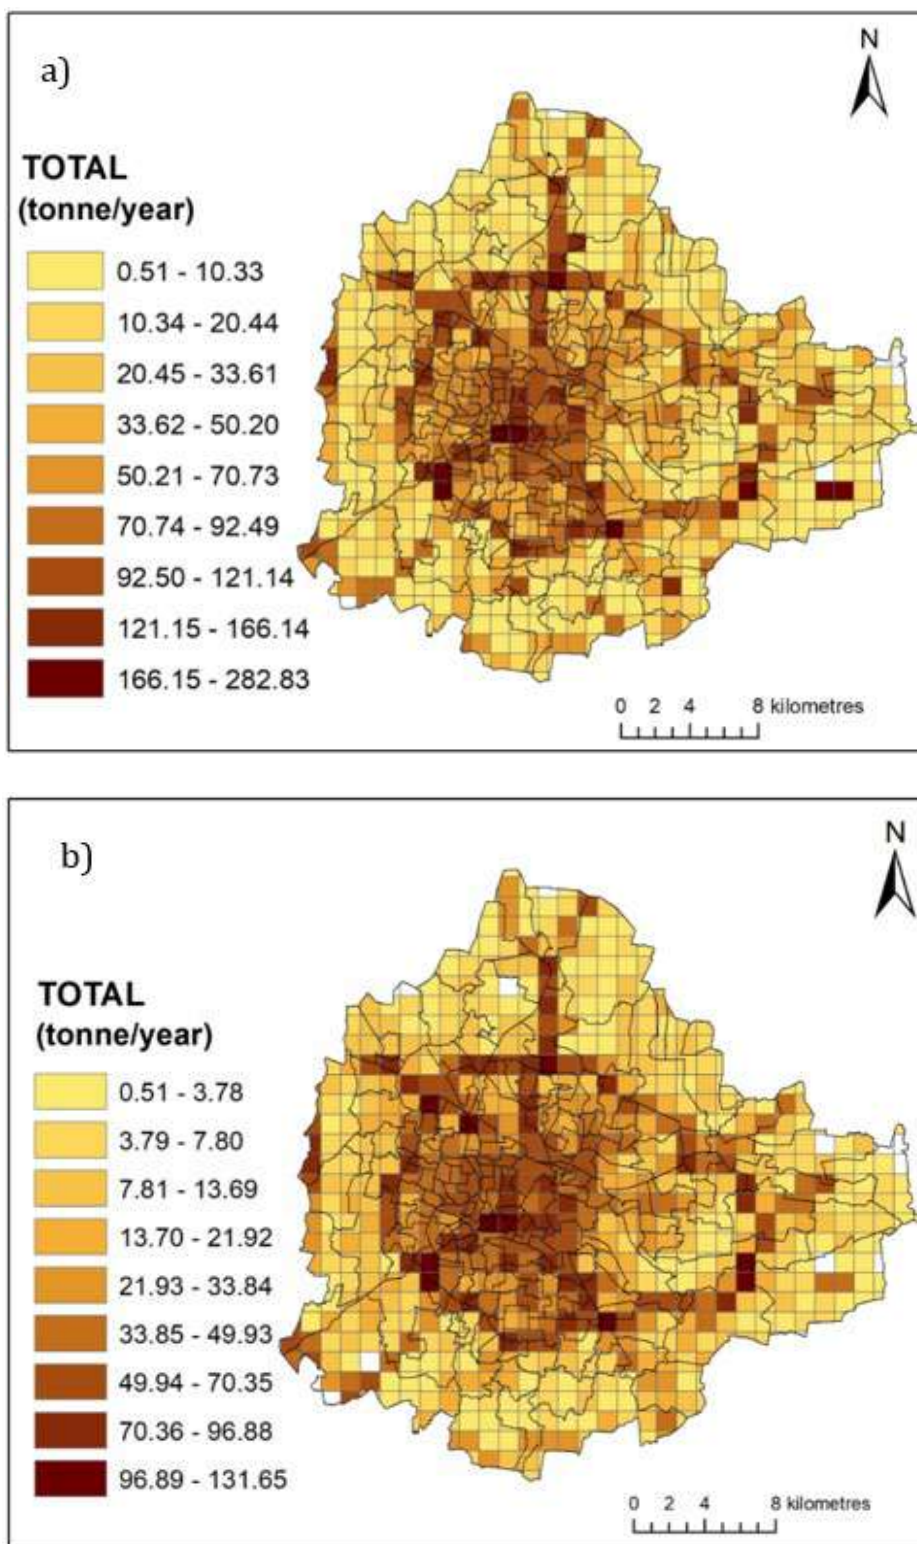 a)
N
TOTAL
(tonne/year)
0.51 - 10.33
10.34 - 20.44
20.45 - 33.61
33.62 - 50.20
50.21 - 70.73
70.74 - 92.49
92.50 - 121.14
121.15 - 166.14
166.15 - 282.83
0 2 4 8 kilometres
b)
N
TOTAL
(tonne/year)
0.51 - 3.78
3.79 - 7.80
7.81 - 13.69
13.70 - 21.92
21.93 - 33.84
33.85 - 49.93
49.94 - 70.35
70.36 - 96.88
96.89 - 131.65
0 2 4 8 kilometres